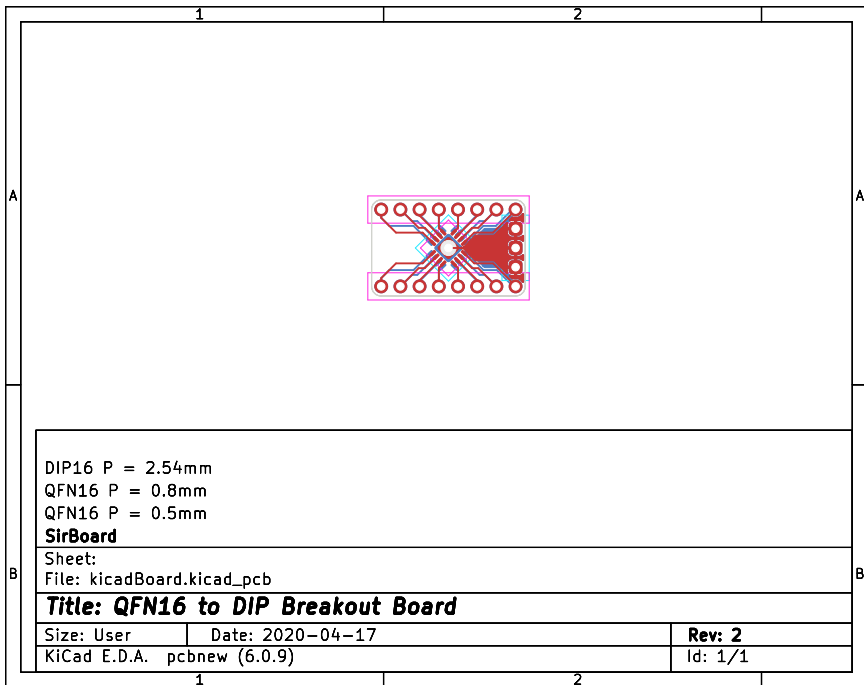 1 2
A A
DIP16 P = 2.54mm
QFN16 P = 0.8mm
QFN16 P = 0.5mm
SirBoard
Sheet:
File: kicadBoard.kicad_pcb
B B
Title: QFN16 to DIP Breakout Board
Size: User Date: 2020-04-17 Rev: 2
KiCad E.D.A. pcbnew (6.0.9) Id: 1/1
1 2